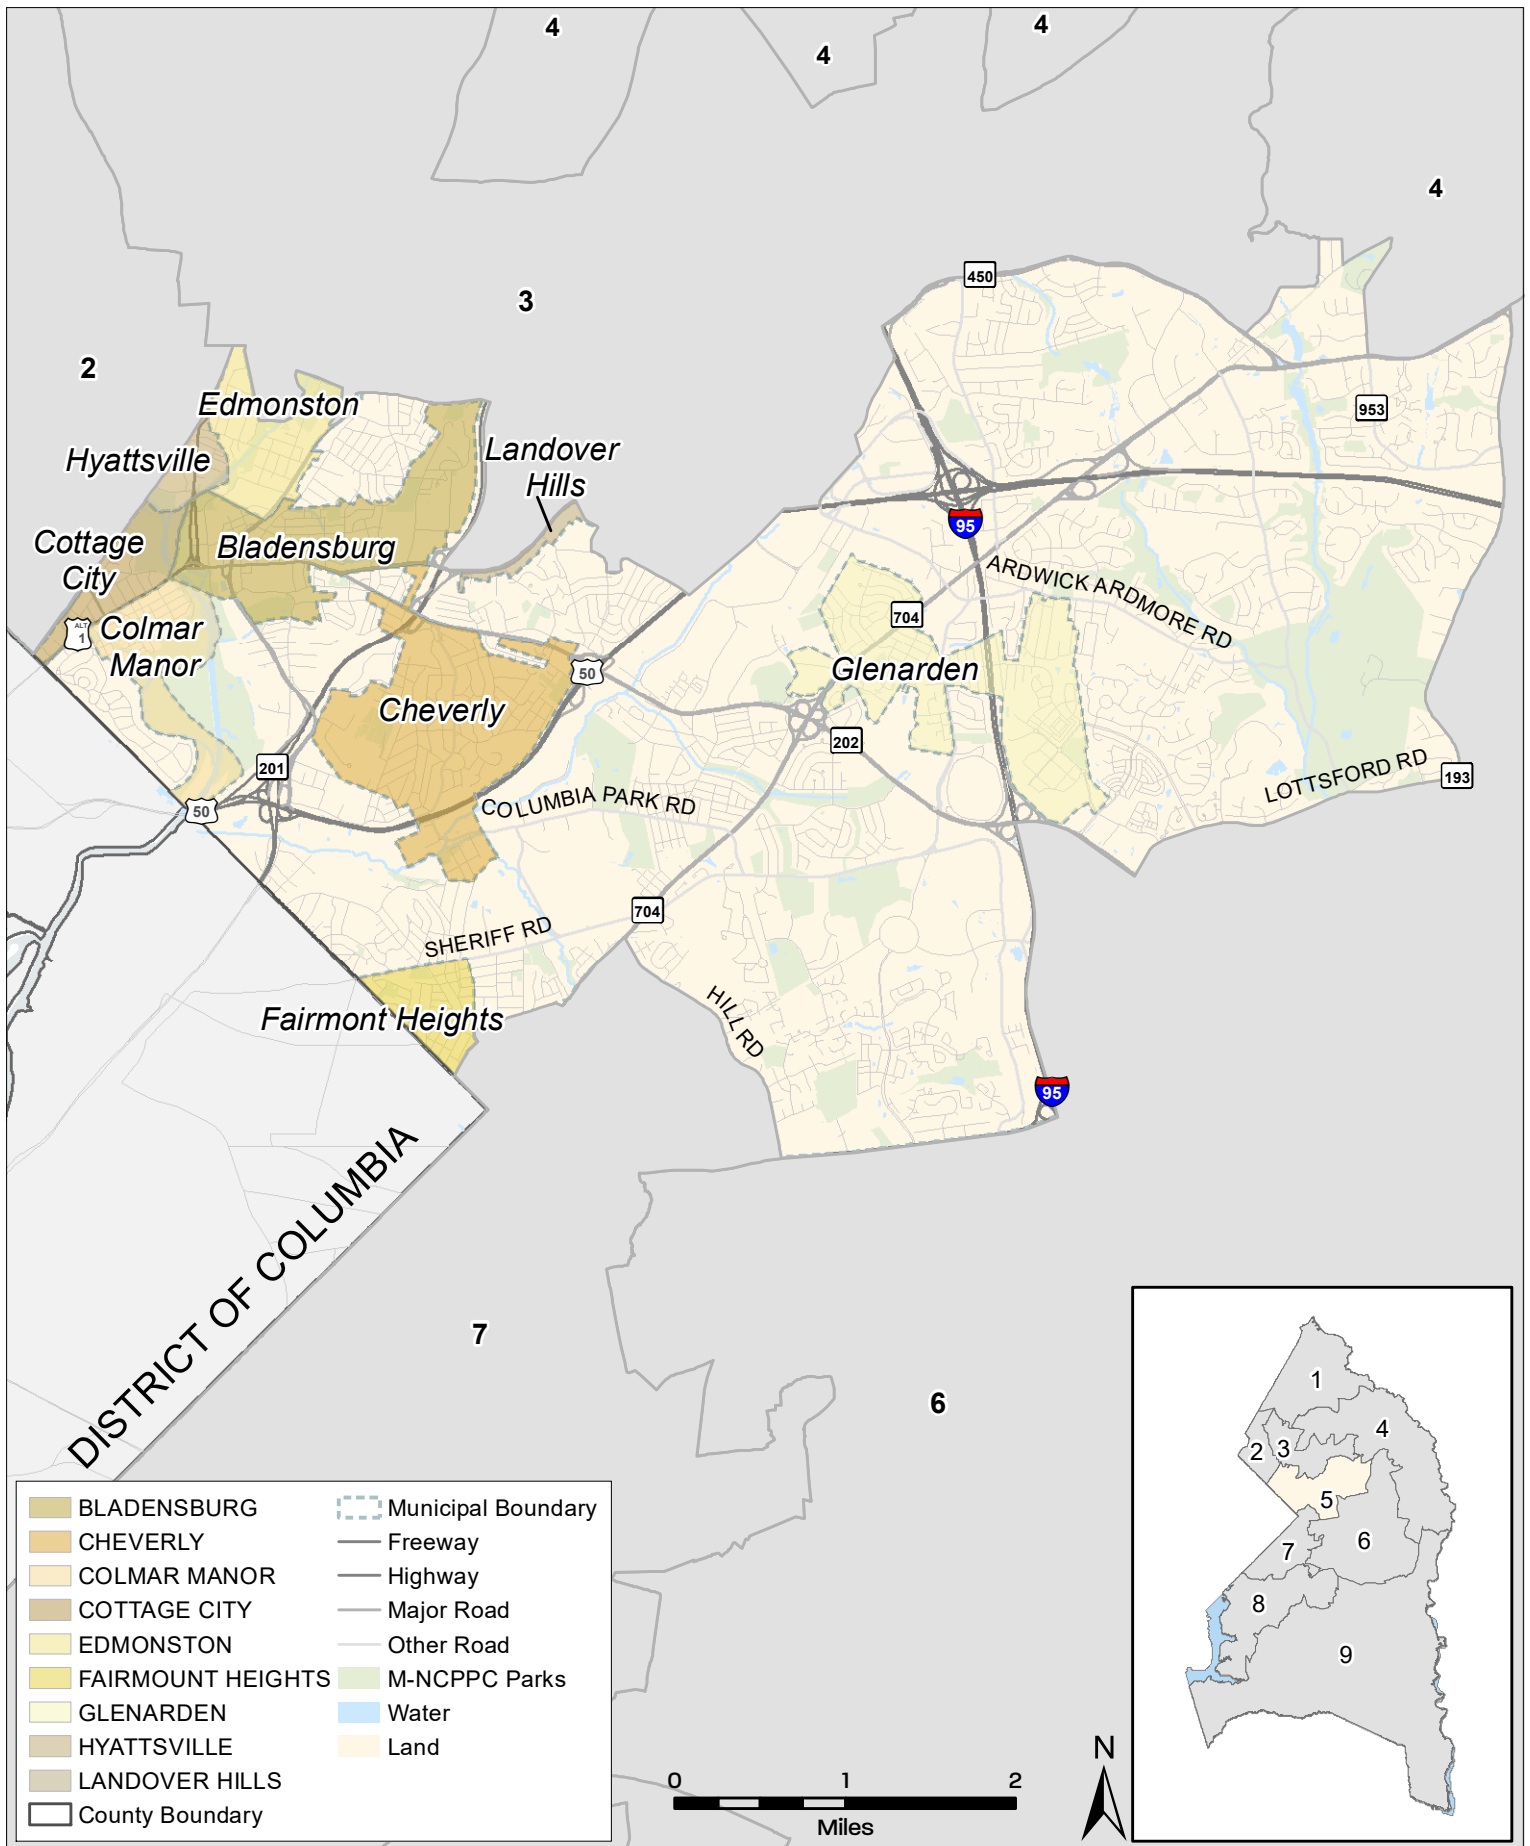 4
4
4
4
450
3
2
953
Edmonston
Hyattsville
Landover
Hills
95
Cottage
City
Bladensburg
ARDWICK ARDMORE RD
704
ALT
1
Colmar
Manor
Glenarden
50
Cheverly
202
201
LOTTSFORD RD
193
50
COLUMBIA PARK RD
704
SHERIFF RD
HILL RD
Fairmont Heights
95
DISTRICT OF COLUMBIA
7
6
BLADENSBURG
CHEVERLY
COLMAR MANOR
COTTAGE CITY
EDMONSTON
FAIRMOUNT HEIGHTS
GLENARDEN
HYATTSVILLE
LANDOVER HILLS
County Boundary
Municipal Boundary
Freeway
Highway
Major Road
Other Road
M-NCPPC Parks
Water
Land
0 1 2
Miles
N
1
4
2 3
5
6
7
8
9